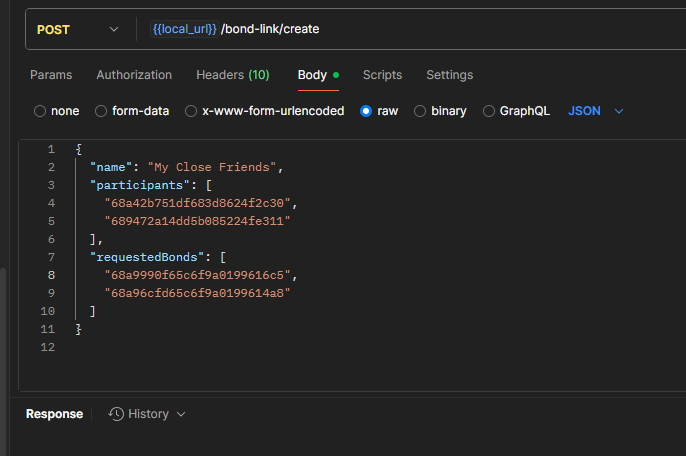 POST {{local_url}} /bond-link/create
Params Authorization Headers (10) Body Scripts Settings
none form-data x-www-form-urlencoded raw binary GraphQL JSON
1 {
2 "name": "My Close Friends",
3 "participants": [
4 "68a42b751df683d8624f2c30",
5 "689472a14dd5b085224fe311"
6 ],
7 "requestedBonds": [
8 "68a9990f65c6f9a0199616c5",
9 "68a96cfd65c6f9a0199614a8"
10 ]
11 }
12
Response History